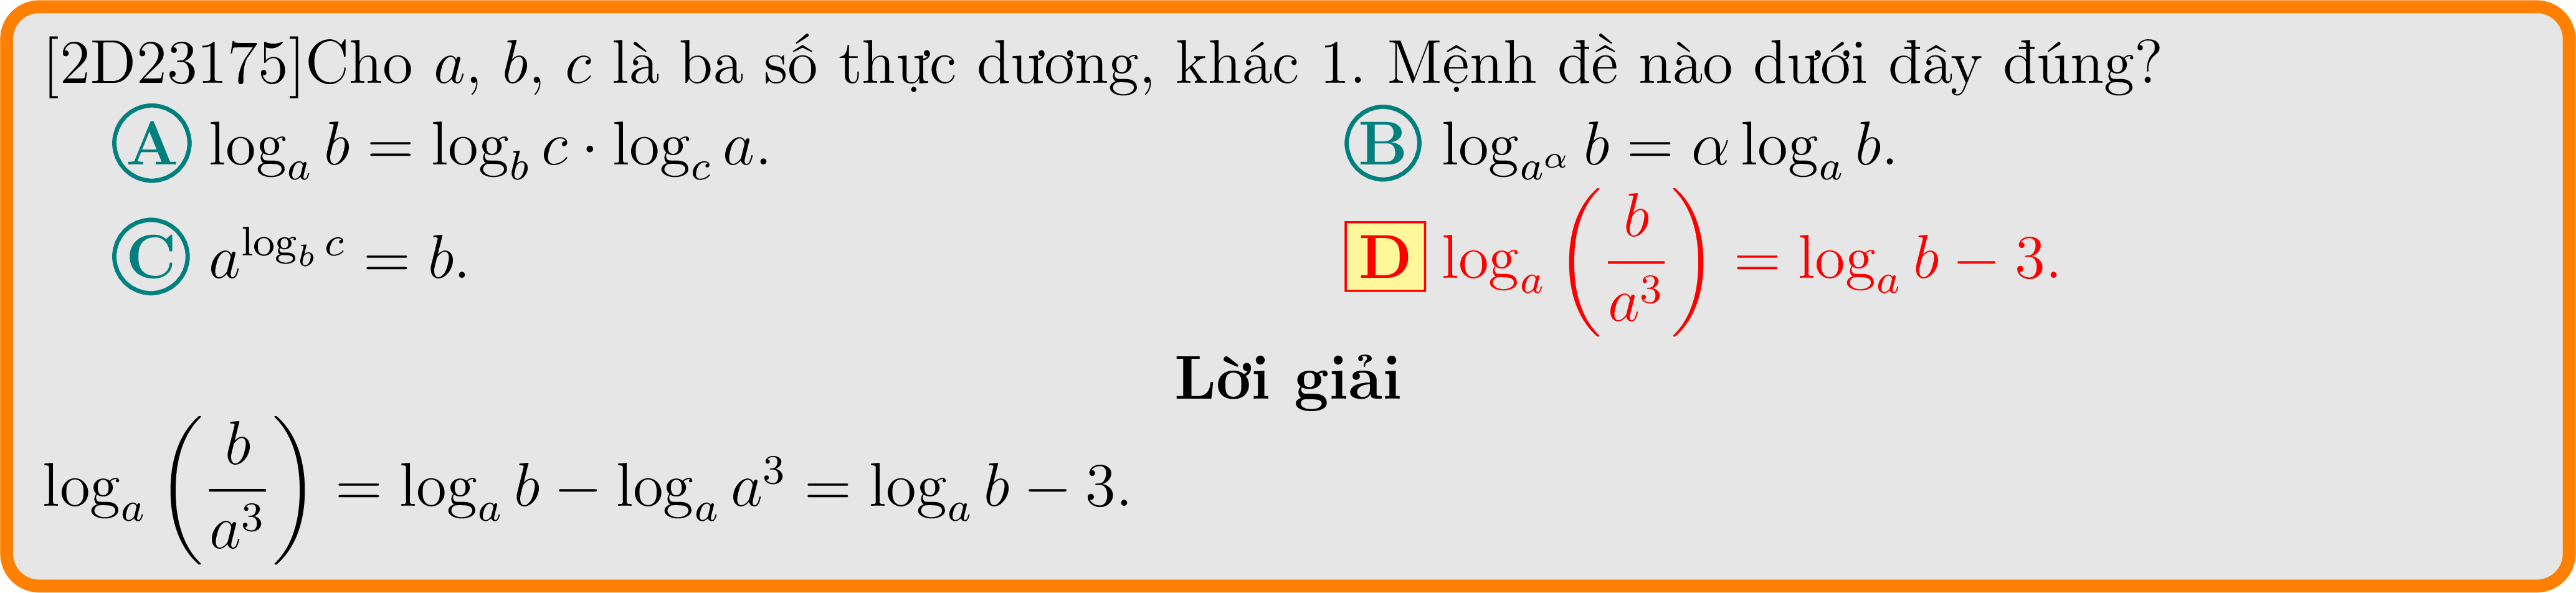 [2D23175]Cho a, b, c là ba số thực dương, khác 1. Mệnh đề nào dưới đây đúng?
A $\log_a b = \log_b c \cdot \log_c a$. B $\log_{a^\alpha} b = \alpha \log_a b$.
C $a^{\log_b c} = b$. D $\log_a \left(\frac{b}{a^3}\right) = \log_a b - 3$.
Lời giải
$\log_a \left(\frac{b}{a^3}\right) = \log_a b - \log_a a^3 = \log_a b - 3$.